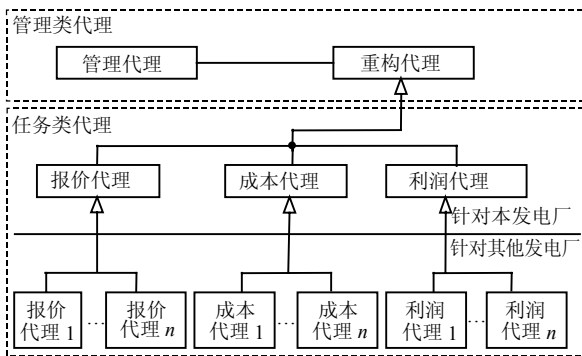 管理类代理
管理代理 重构代理
任务类代理
报价代理 成本代理 利润代理
针对本发电厂
针对其他发电厂
报价 报价 成本 成本 利润 利润
代理 1 … 代理 n 代理 1 … 代理 n 代理 1 … 代理 n